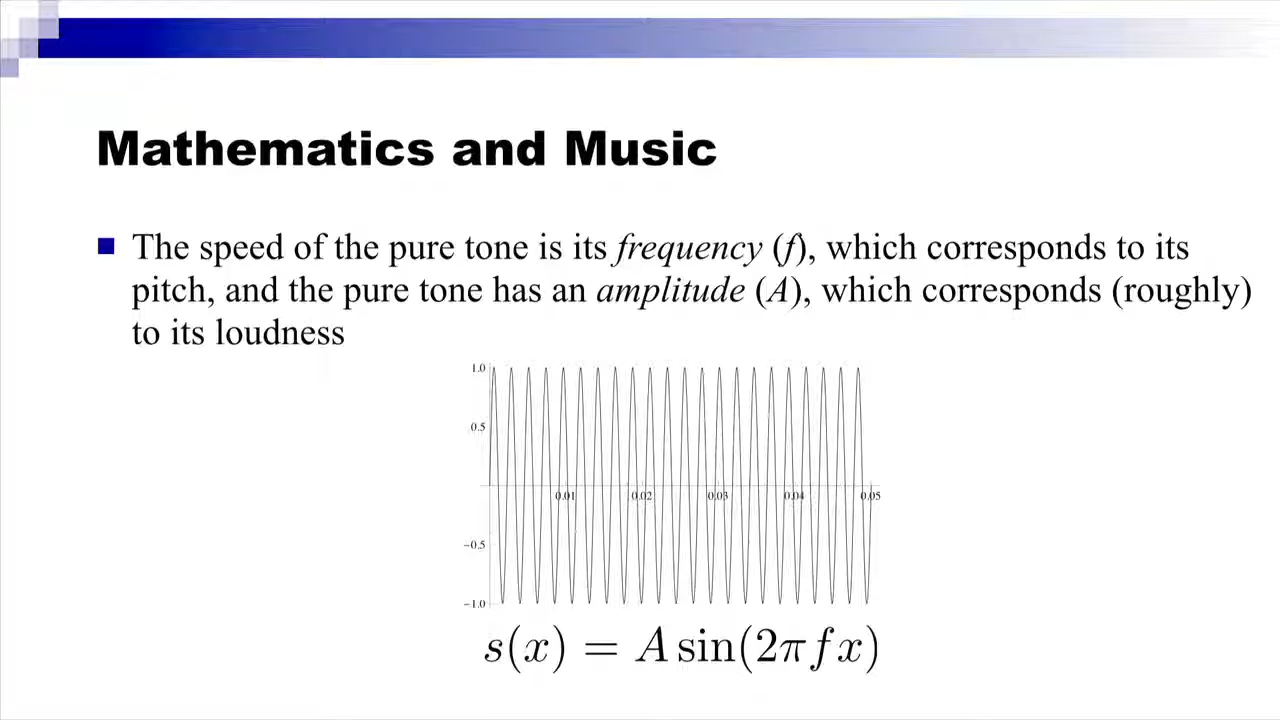 Mathematics and Music
■ The speed of the pure tone is its frequency (f), which corresponds to its
pitch, and the pure tone has an amplitude (A), which corresponds (roughly)
to its loudness
1.0
0.5
0.01 0.02 0.03 0.04 0.05
−0.5
−1.0
s(x) = A sin(2πfx)